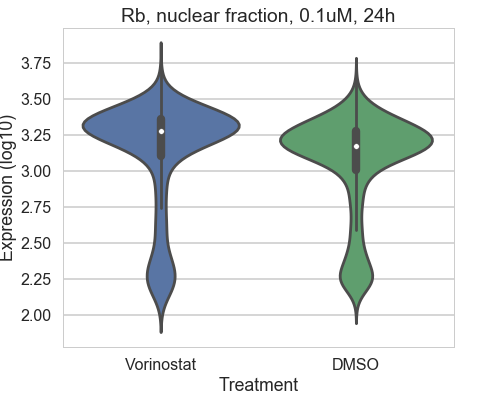 Rb, nuclear fraction, 0.1uM, 24h
3.75
3.50
3.25
3.00
2.75
2.50
2.25
2.00
Expression (log10)
Vorinostat DMSO
Treatment